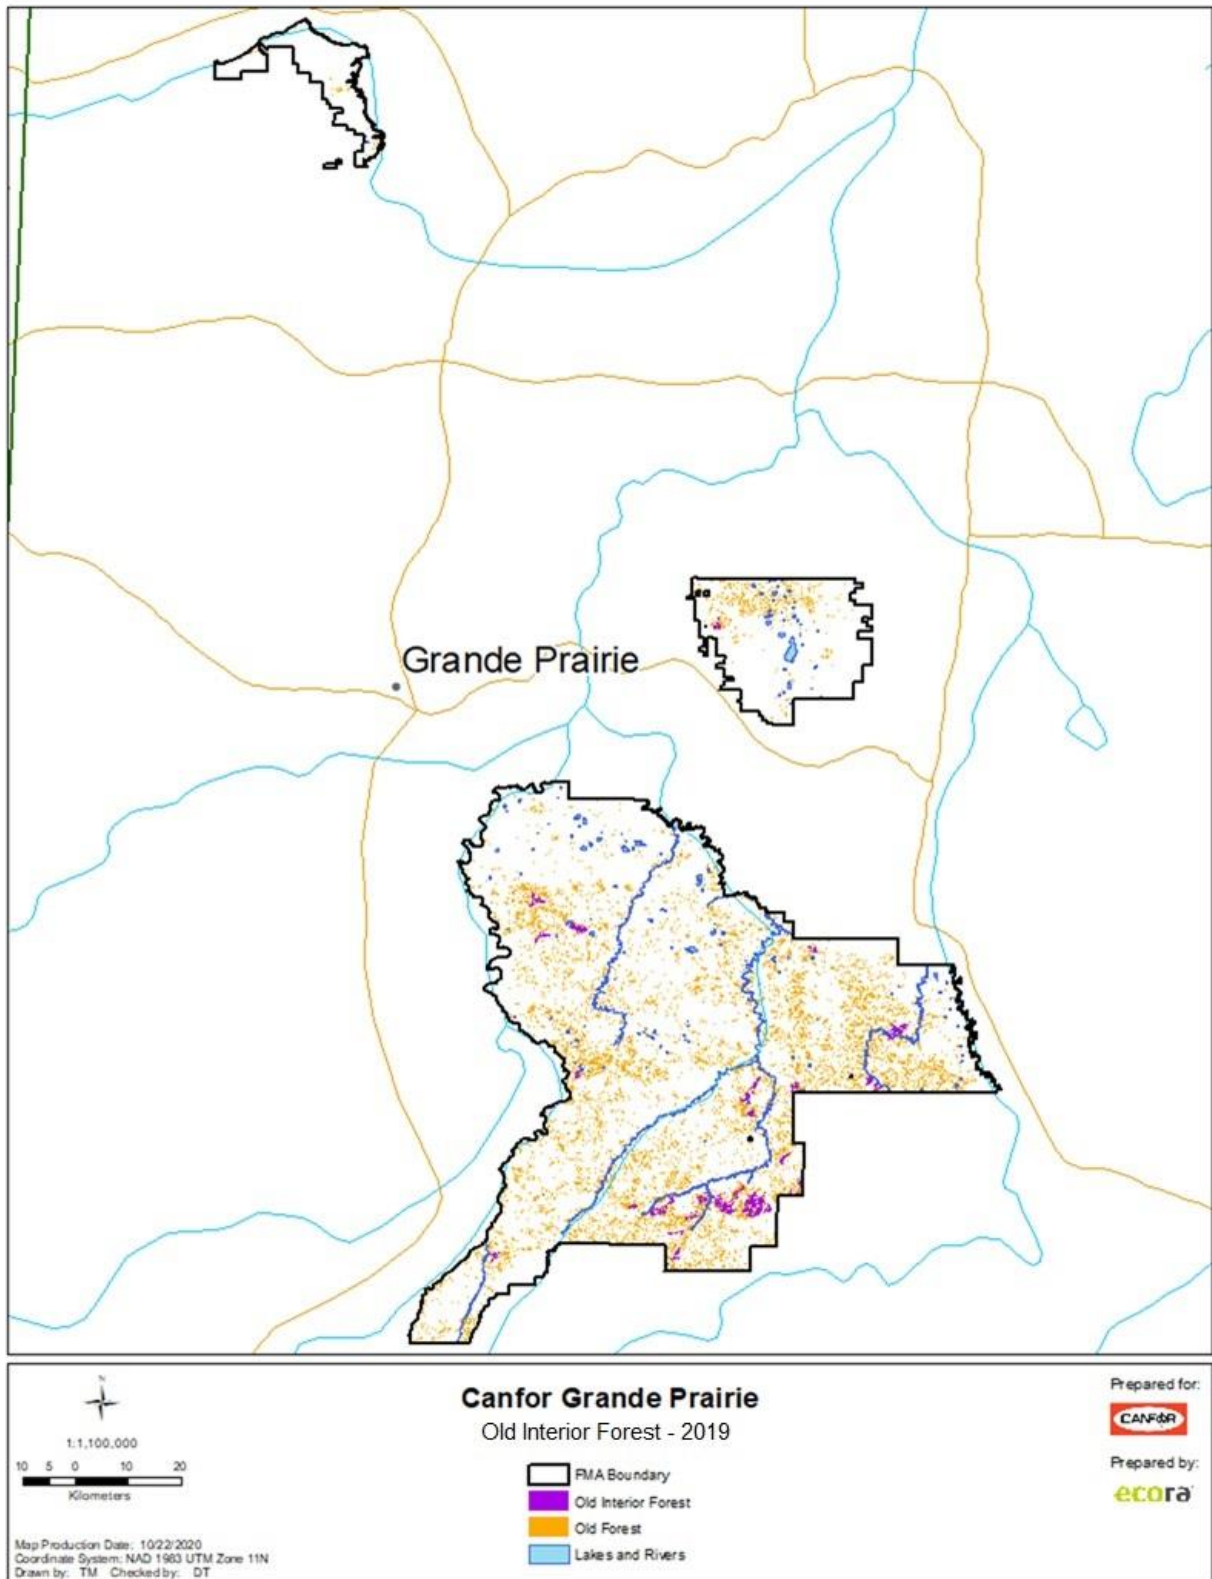 Grande Prairie
N
1:1,100,000
10 5 0 10 20
Kilometers
Map Production Date: 10/22/2020
Coordinate System: NAD 1983 UTM Zone 11N
Drawn by: TM Checked by: DT
Canfor Grande Prairie
Old Interior Forest - 2019
FMA Boundary
Old Interior Forest
Old Forest
Lakes and Rivers
Prepared for:
CANFOR
Prepared by:
ecora